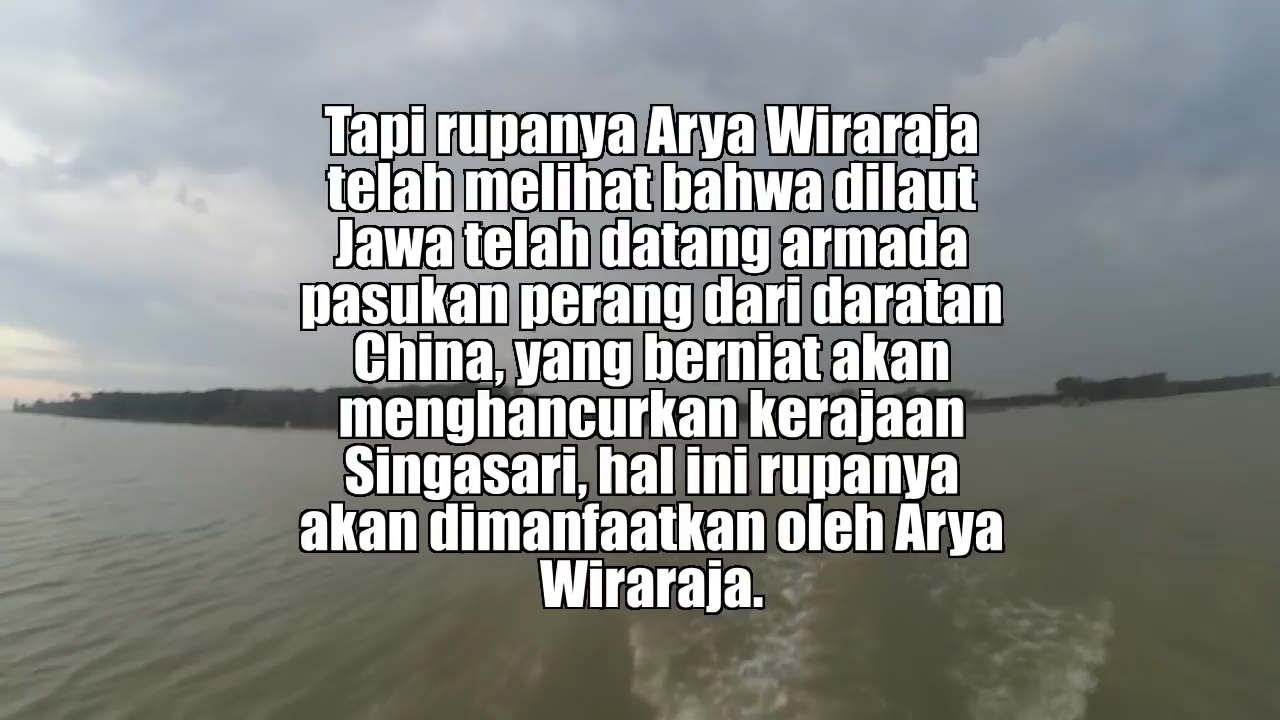 Tapi rupanya Arya Wiraraja
telah melihat bahwa dilaut
Jawa telah datang armada
pasukan perang dari daratan
China, yang berniat akan
menghancurkan kerajaan
Singasari, hal ini rupanya
akan dimanfaatkan oleh Arya
Wiraraja.